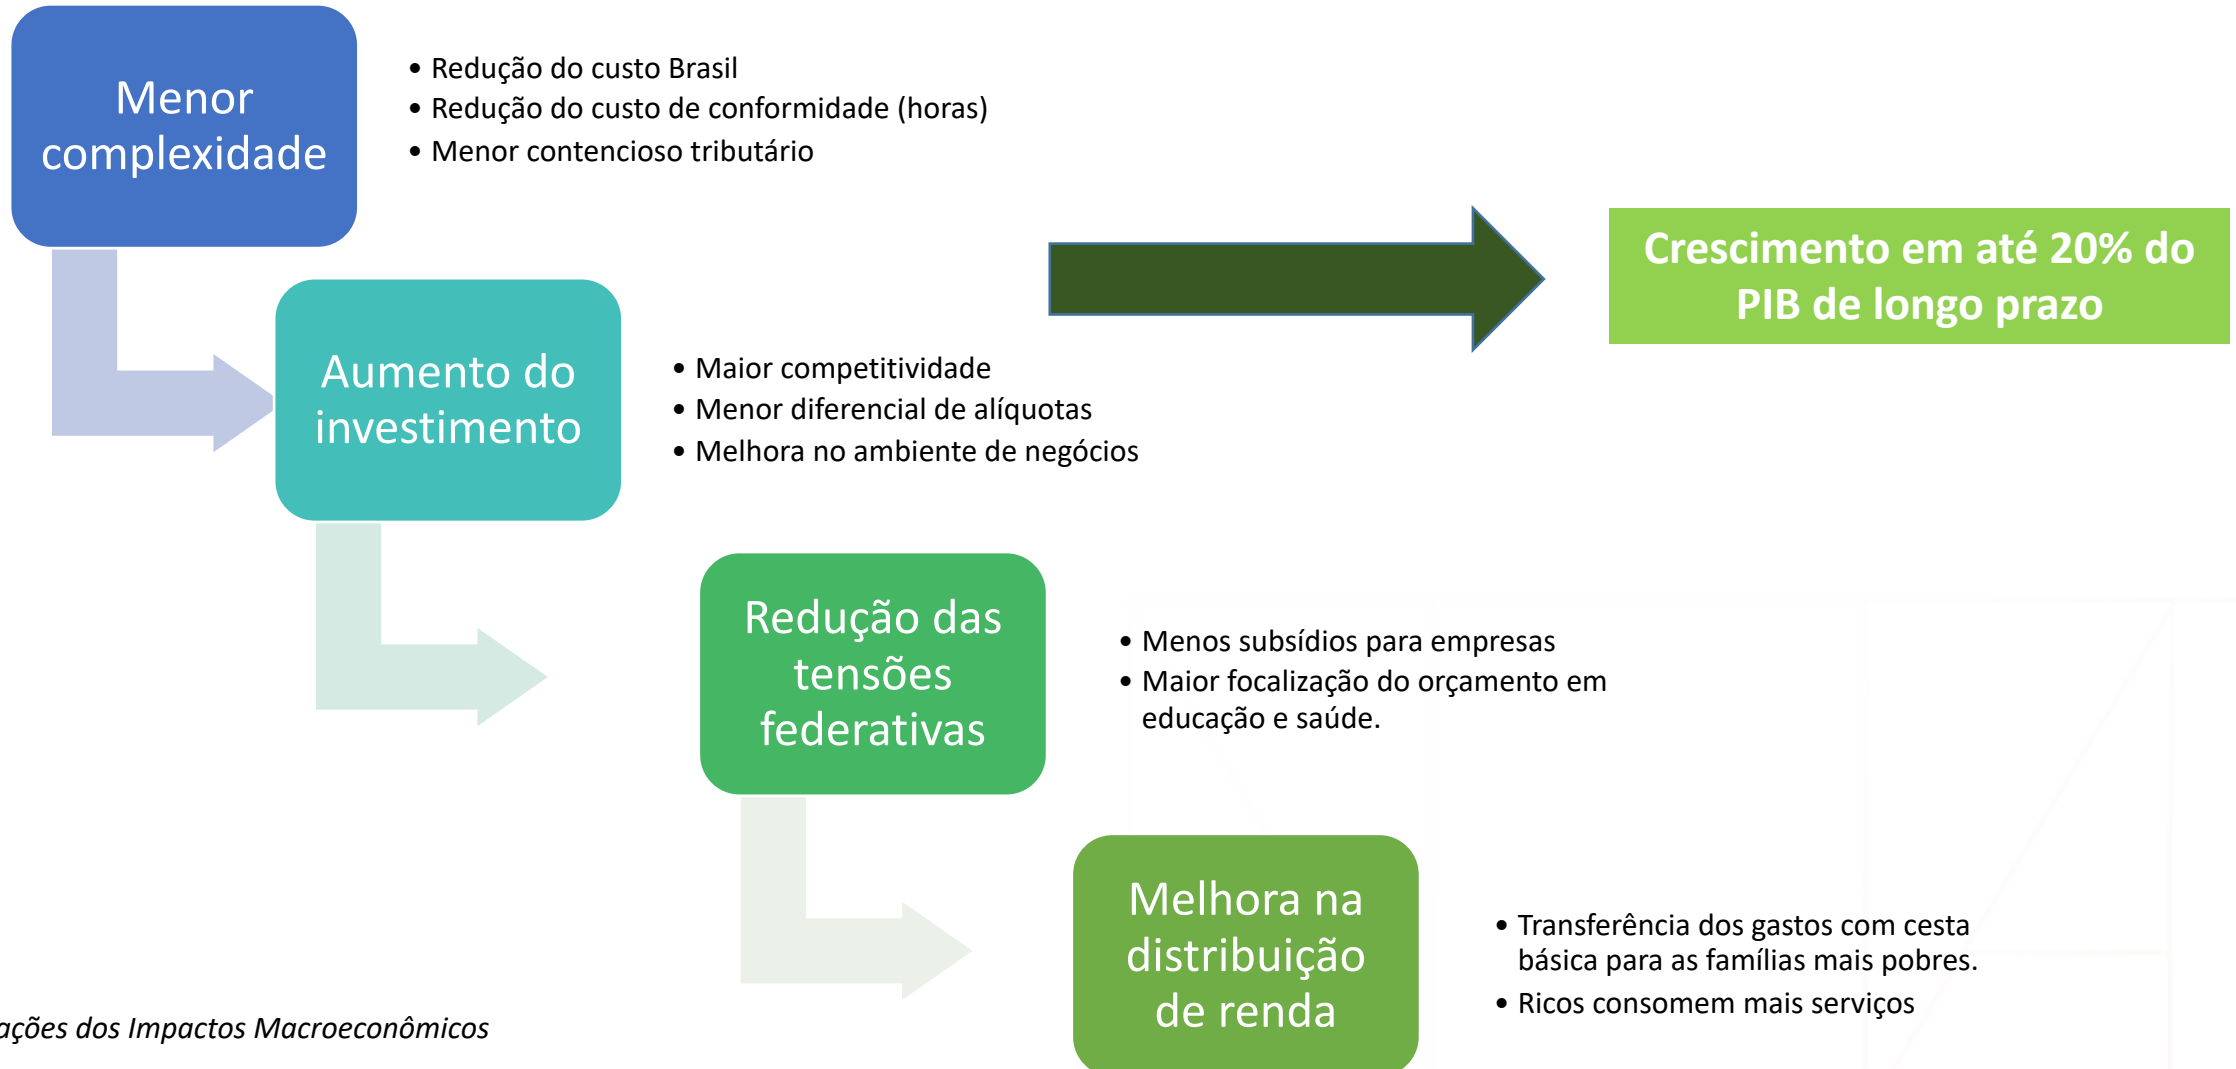 Menor
complexidade
• Redução do custo Brasil
• Redução do custo de conformidade (horas)
• Menor contencioso tributário
Crescimento em até 20% do
PIB de longo prazo
Aumento do
investimento
• Maior competitividade
• Menor diferencial de alíquotas
• Melhora no ambiente de negócios
Redução das
tensões
federativas
• Menos subsídios para empresas
• Maior focalização do orçamento em
educação e saúde.
Melhora na
distribuição
de renda
• Transferência dos gastos com cesta
básica para as famílias mais pobres.
• Ricos consomem mais serviços
dos Impactos Macroeconômicos